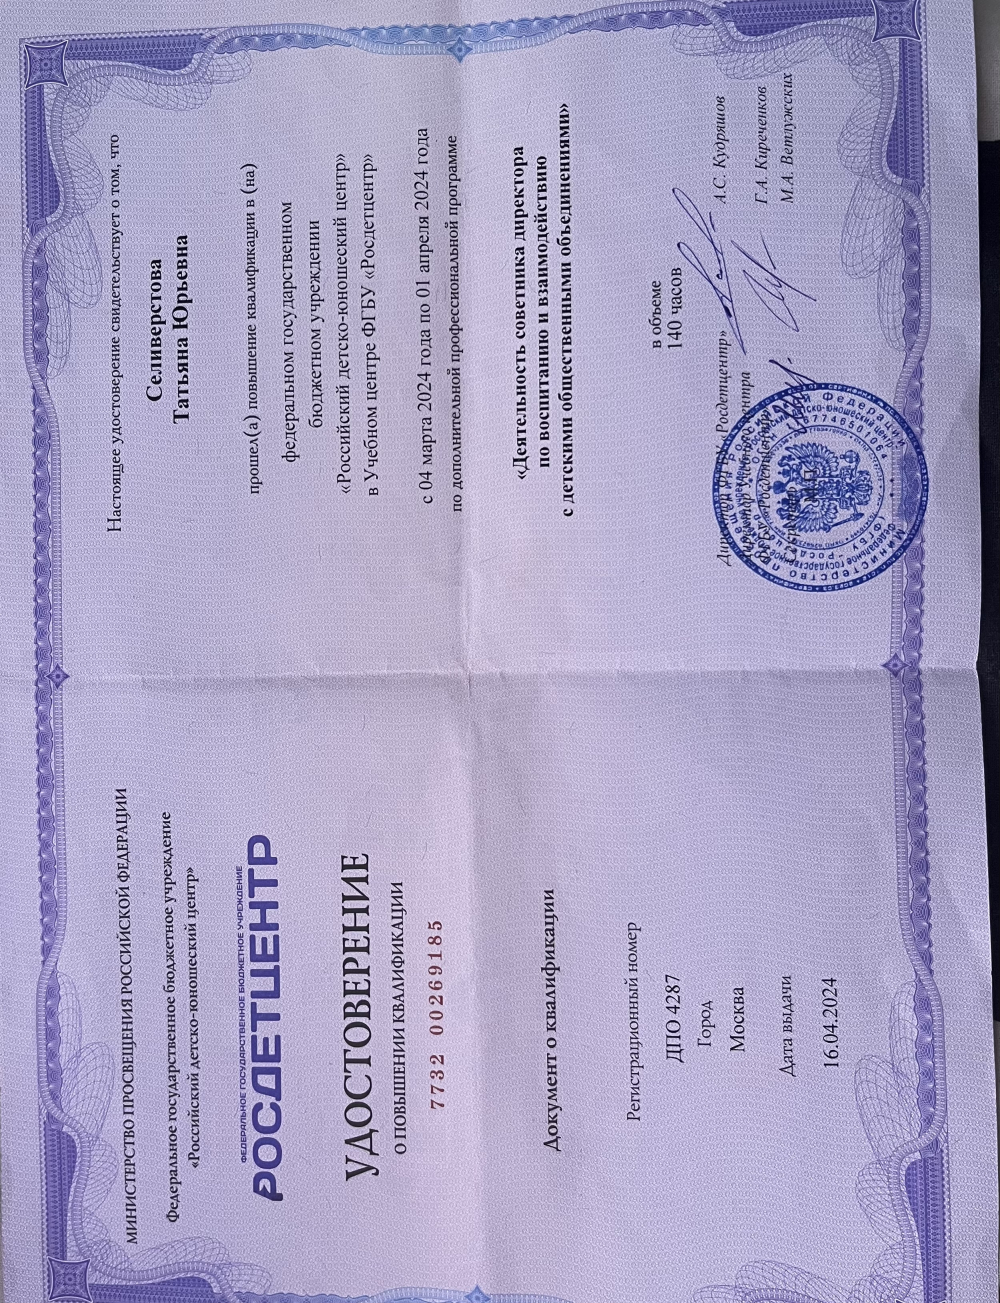 МИНИСТЕРСТВО ПРОСВЕЩЕНИЯ РОССИЙСКОЙ ФЕДЕРАЦИИ
Федеральное государственное бюджетное учреждение
«Российский детско-юношеский центр»
ФЕДЕРАЛЬНОЕ ГОСУДАРСТВЕННОЕ БЮДЖЕТНОЕ УЧРЕЖДЕНИЕ
РОСДЕТЦЕНТР
УДОСТОВЕРЕНИЕ
О ПОВЫШЕНИИ КВАЛИФИКАЦИИ
7732 00269185
Документ о квалификации
Регистрационный номер
ДПО 4287
Город
Москва
Дата выдачи
16.04.2024
Настоящее удостоверение свидетельствует о том, что
Селиверстова
Татьяна Юрьевна
прошел(а) повышение квалификации в (на)
федеральном государственном
бюджетном учреждении
«Российский детско-юношеский центр»
в Учебном центре ФГБУ «Росдетцентр»
с 04 марта 2024 года по 01 апреля 2024 года
по дополнительной профессиональной программе
«Деятельность советника директора
по воспитанию и взаимодействию
с детскими общественными объединениями»
в объеме
140 часов
Директор ФГБУ «Росдетцентр» А.С. Кудряшов
Г.А. Киреченков
М.А. Ветлужских